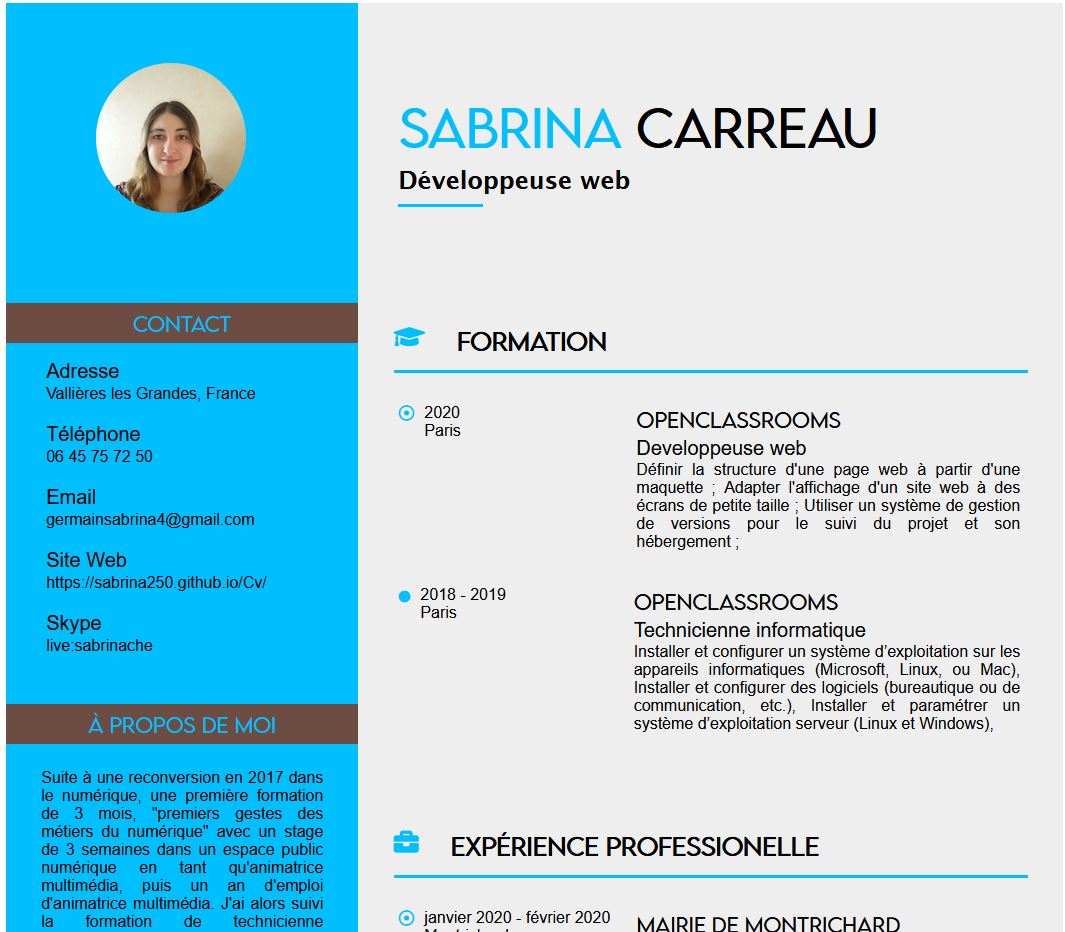 SABRINA CARREAU
Développeuse web
CONTACT
Adresse
Vallières les Grandes, France
Téléphone
06 45 75 72 50
Email
germainsabrina4@gmail.com
Site Web
https://sabrina250.github.io/Cv/
Skype
live:sabrinache
À PROPOS DE MOI
Suite à une reconversion en 2017 dans
le numérique, une première formation
de 3 mois, "premiers gestes des
métiers du numérique" avec un stage
de 3 semaines dans un espace public
numérique en tant qu'animatrice
multimédia, puis un an d'emploi
d'animatrice multimédia. J'ai alors suivi
la formation de technicienne
FORMATION
2020
Paris
OPENCLASSROOMS
Developpeuse web
Définir la structure d'une page web à partir d'une
maquette ; Adapter l'affichage d'un site web à des
écrans de petite taille ; Utiliser un système de gestion
de versions pour le suivi du projet et son
hébergement ;
2018 - 2019
Paris
OPENCLASSROOMS
Technicienne informatique
Installer et configurer un système d’exploitation sur les
appareils informatiques (Microsoft, Linux, ou Mac),
Installer et configurer des logiciels (bureautique ou de
communication, etc.), Installer et paramétrer un
système d’exploitation serveur (Linux et Windows),
EXPÉRIENCE PROFESSIONELLE
janvier 2020 - février 2020
MAIRIE DE MONTRICHARD